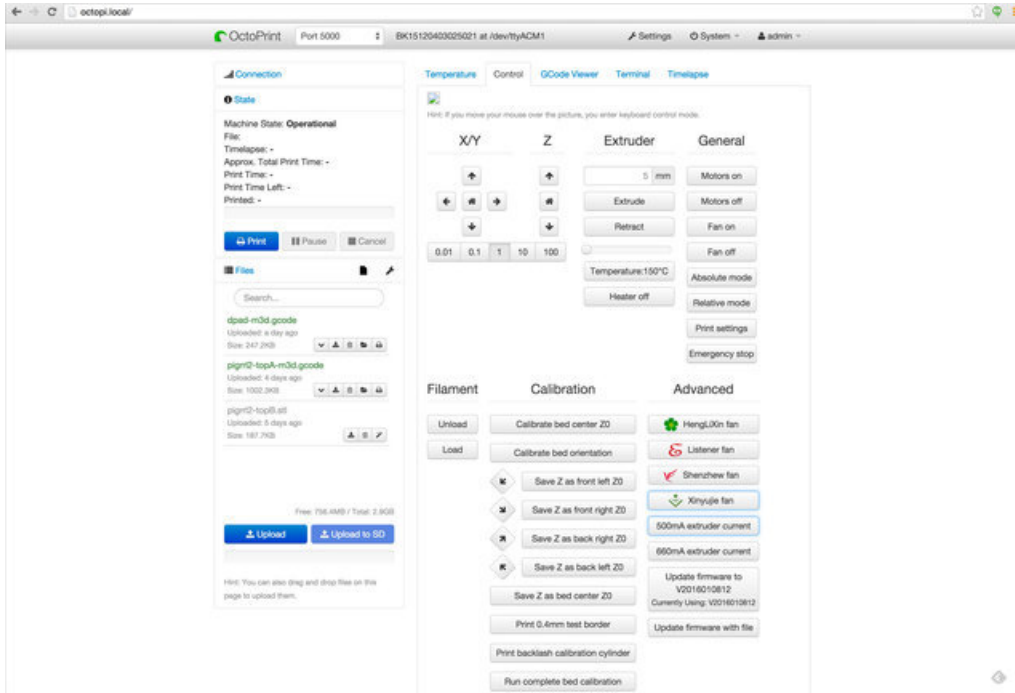 octopi.local/
OctoPrint
Port 5000
BK15120403025021 at /dev/ttyACM1
Settings
System
admin
Connection
State
Machine State: Operational
File:
Timelapse: -
Approx. Total Print Time: -
Print Time: -
Print Time Left: -
Printed: -
Print
Pause
Cancel
Files
Search...
dpad-m3d.gcode
Uploaded: a day ago
Size: 247.2KB
pigrrl2-topA-m3d.gcode
Uploaded: 4 days ago
Size: 1002.3KB
pigrrl2-topB.stl
Uploaded: 5 days ago
Size: 187.7KB
Free: 756.4MB / Total: 2.9GB
Upload
Upload to SD
Hint: You can also drag and drop files on this
page to upload them.
Temperature
Control
GCode Viewer
Terminal
Timelapse
Hint: If you move your mouse over the picture, you enter keyboard control mode.
X/Y
Z
Extruder
General
0.01 0.1 1 10 100
5 mm
Extrude
Retract
Temperature:150°C
Heater off
Motors on
Motors off
Fan on
Fan off
Absolute mode
Relative mode
Print settings
Emergency stop
Filament
Unload
Load
Calibration
Calibrate bed center Z0
Calibrate bed orientation
Save Z as front left Z0
Save Z as front right Z0
Save Z as back right Z0
Save Z as back left Z0
Save Z as bed center Z0
Print 0.4mm test border
Print backlash calibration cylinder
Run complete bed calibration
Advanced
HengLiXin fan
Listener fan
Shenzhew fan
Xinyujie fan
500mA extruder current
660mA extruder current
Update firmware to
V2016010812
Currently Using: V2016010812
Update firmware with file